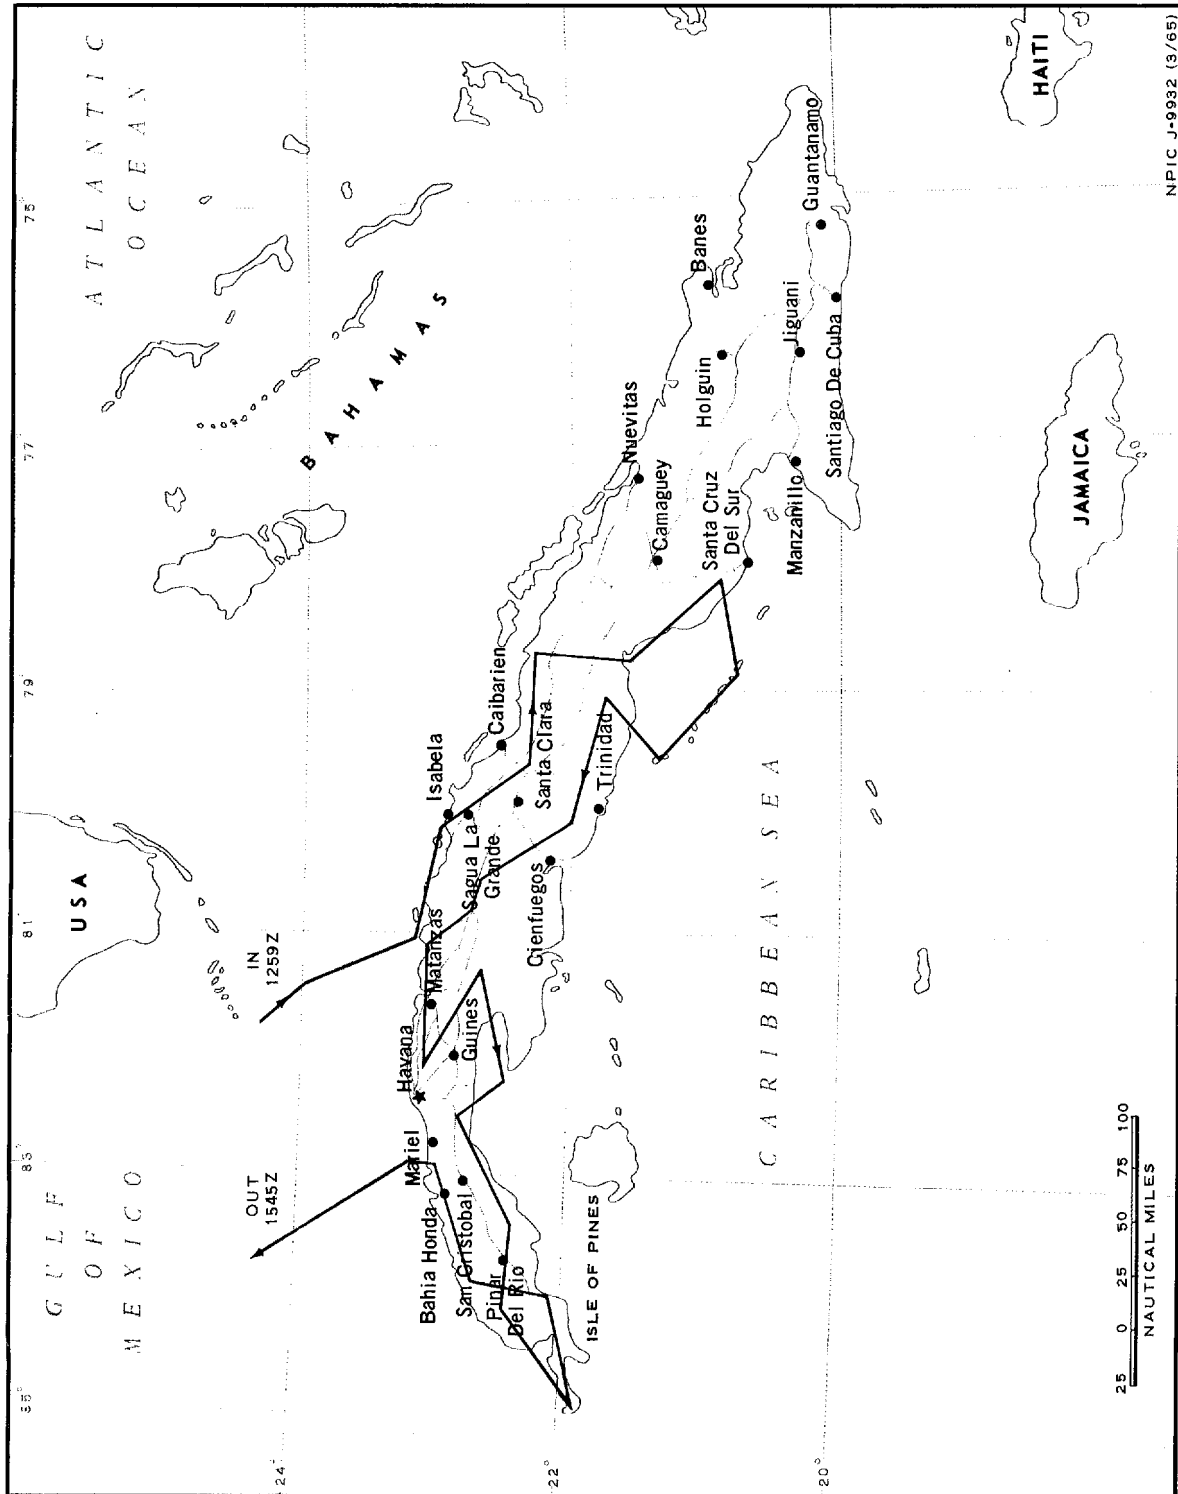 GULF
OF
MEXICO
ATLANTIC
OCEAN
USA
BAHAMAS
IN
1259Z
OUT
1545Z
85°
83°
81
79
77
75
24
22°
20°
Havana
Matanzas
Mariel
Bahia Honda
San Cristobal
Pinar
Del Rio
Guines
Isabela
Sagua La
Grande
Caibarien
Santa Clara
Cienfuegos
Trinidad
Nuevitas
Camaguey
Santa Cruz
Del Sur
Holguin
Banes
Jiguani
Manzanillo
Santiago De Cuba
Guantanamo
ISLE OF PINES
CARIBBEAN SEA
JAMAICA
HAITI
25 0 25 50 75 100
NAUTICAL MILES
NPIC J-9932 (3/65)